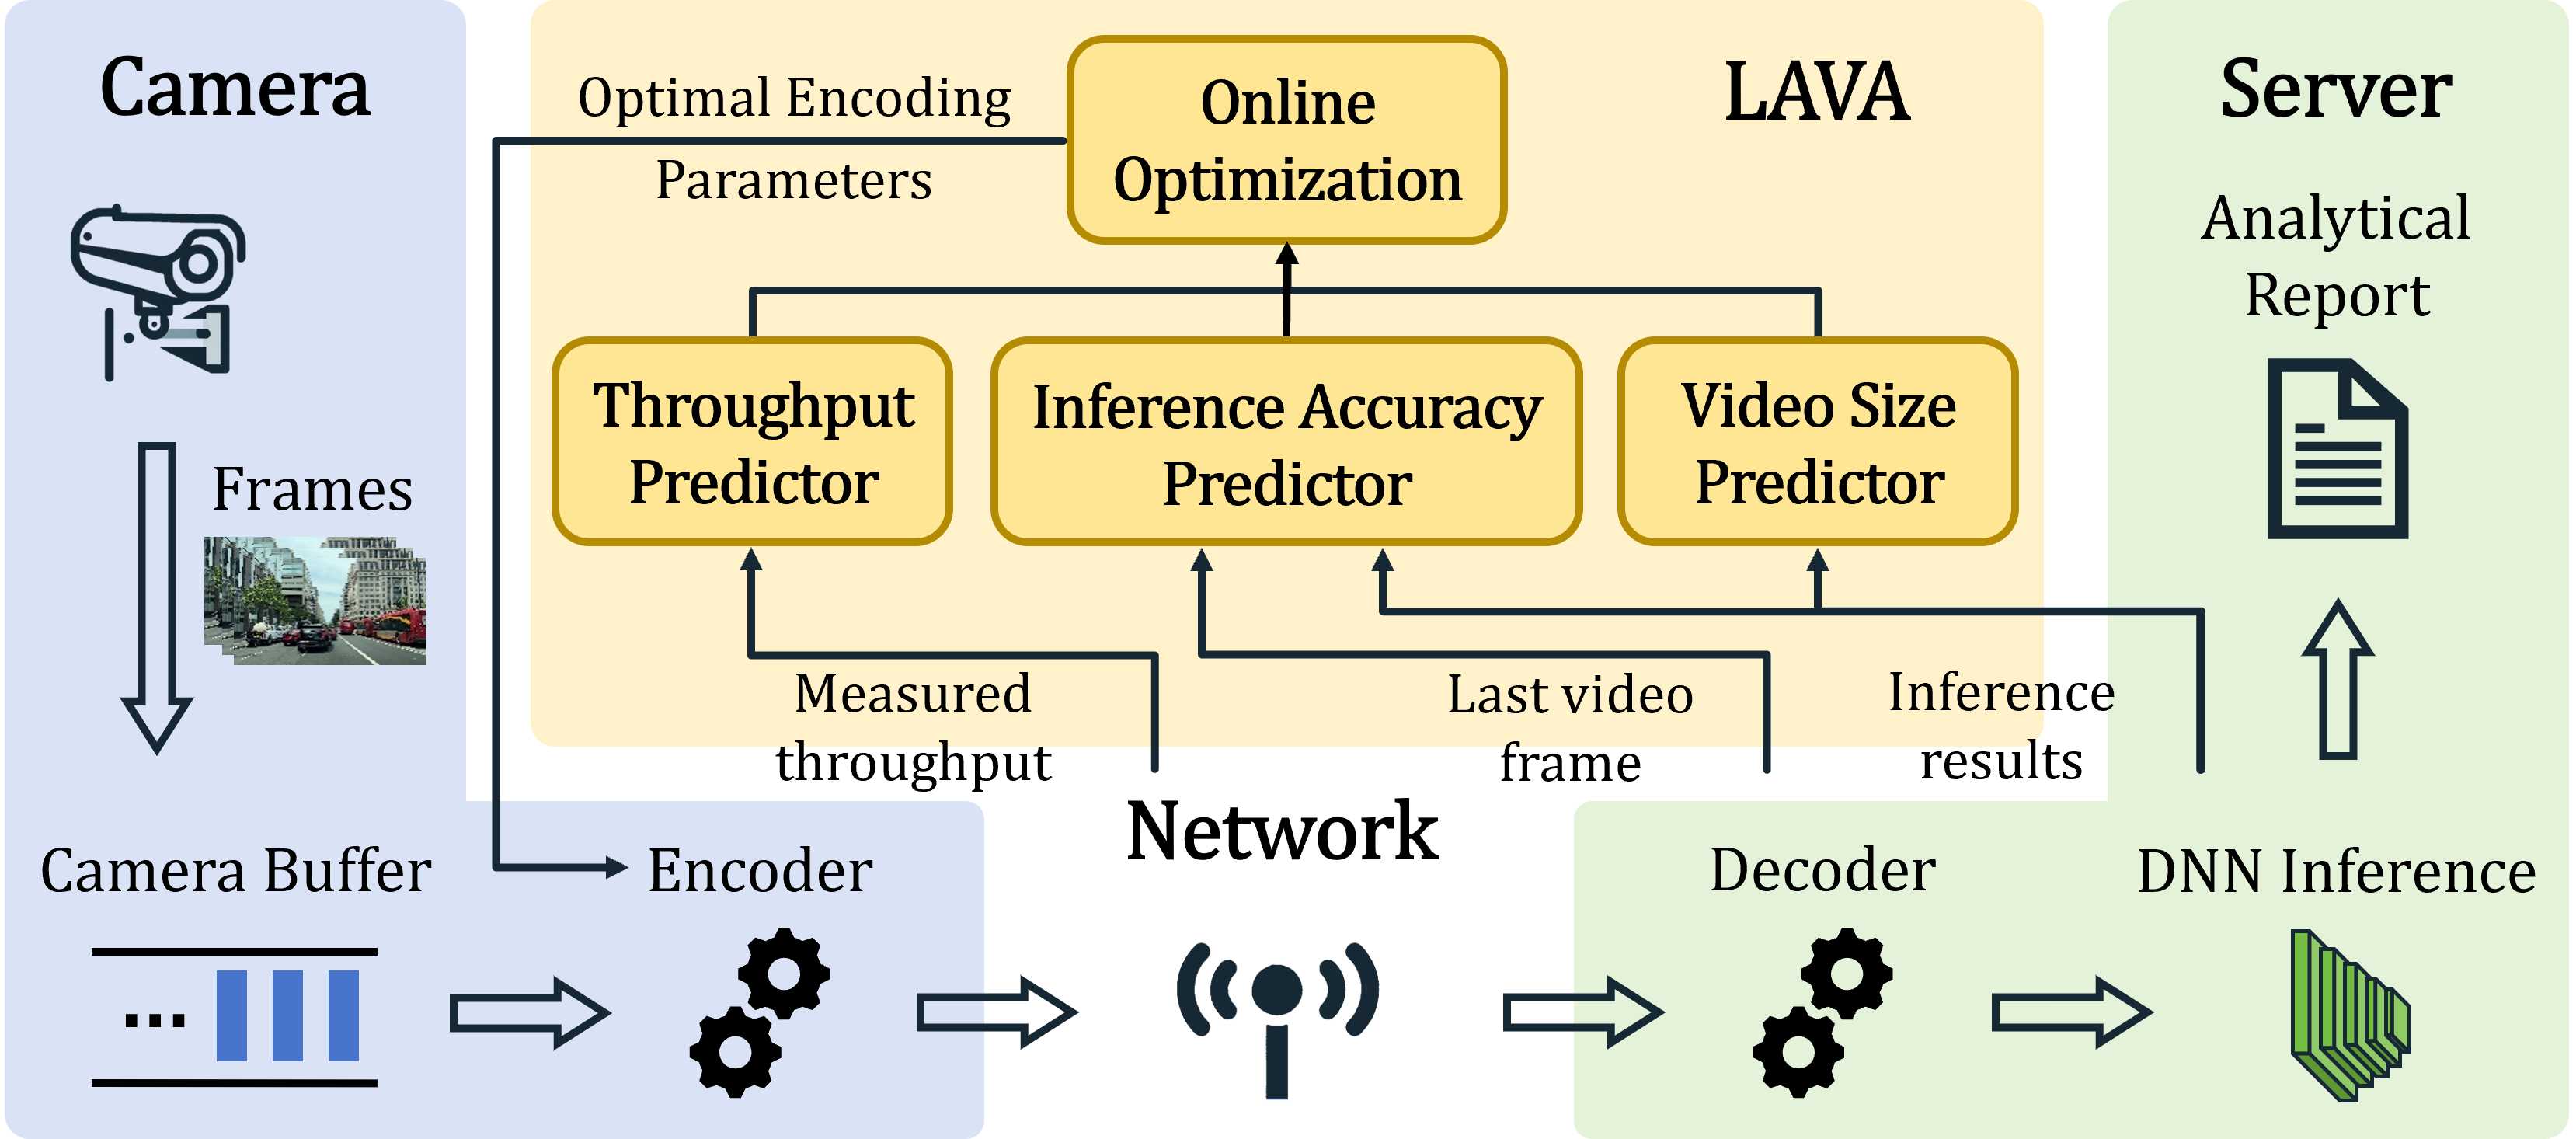 Camera
Frames
Camera Buffer
...
Encoder
Optimal Encoding
Parameters
Online
Optimization
LAVA
Throughput
Predictor
Inference Accuracy
Predictor
Video Size
Predictor
Measured
throughput
Last video
frame
Inference
results
Network
Server
Analytical
Report
Decoder
DNN Inference